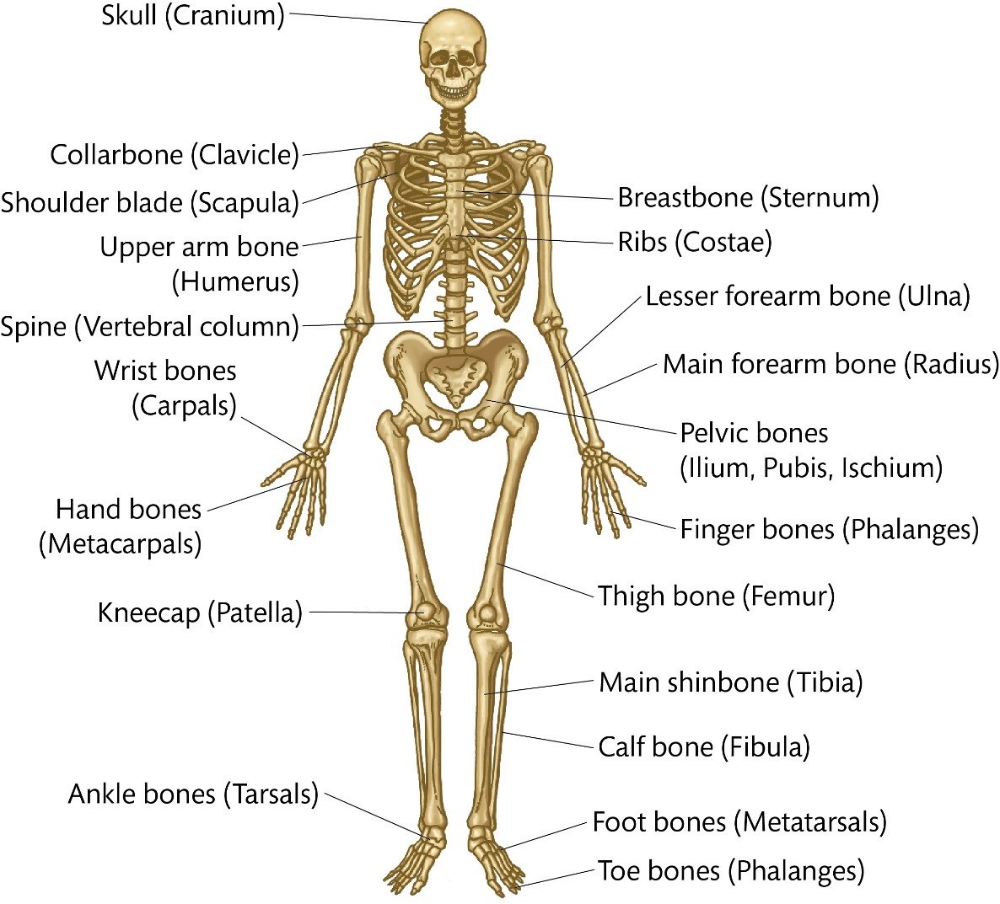 Skull (Cranium)
Collarbone (Clavicle)
Shoulder blade (Scapula)
Upper arm bone
(Humerus)
Spine (Vertebral column)
Wrist bones
(Carpals)
Hand bones
(Metacarpals)
Kneecap (Patella)
Ankle bones (Tarsals)
Breastbone (Sternum)
Ribs (Costae)
Lesser forearm bone (Ulna)
Main forearm bone (Radius)
Pelvic bones
(Ilium, Pubis, Ischium)
Finger bones (Phalanges)
Thigh bone (Femur)
Main shinbone (Tibia)
Calf bone (Fibula)
Foot bones (Metatarsals)
Toe bones (Phalanges)